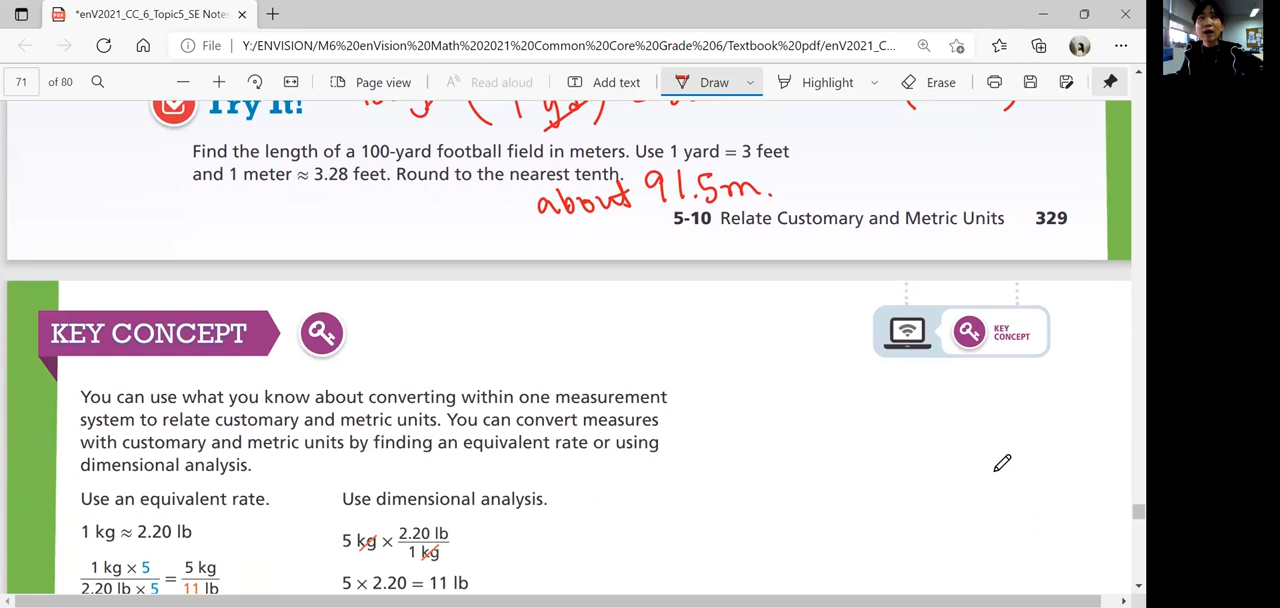 *enV2021_CC_6_Topic5_SE Note
File
Y:/ENVISION/M6%20enVision%20Math%202021%20Common%20Core%20Grade%206/Textbook%20pdf/enV2021_C...
71 of 80
Page view
Read aloud
Add text
Draw
Highlight
Erase
Try It!
Find the length of a 100-yard football field in meters. Use 1 yard = 3 feet
and 1 meter ≈ 3.28 feet. Round to the nearest tenth.
about 91.5m.
5-10 Relate Customary and Metric Units 329
KEY CONCEPT
KEY
CONCEPT
You can use what you know about converting within one measurement
system to relate customary and metric units. You can convert measures
with customary and metric units by finding an equivalent rate or using
dimensional analysis.
Use an equivalent rate.
1 kg ≈ 2.20 lb
1 kg × 5 / 2.20 lb × 5 = 5 kg / 11 lb
Use dimensional analysis.
5 kg × 2.20 lb / 1 kg
5 × 2.20 = 11 lb